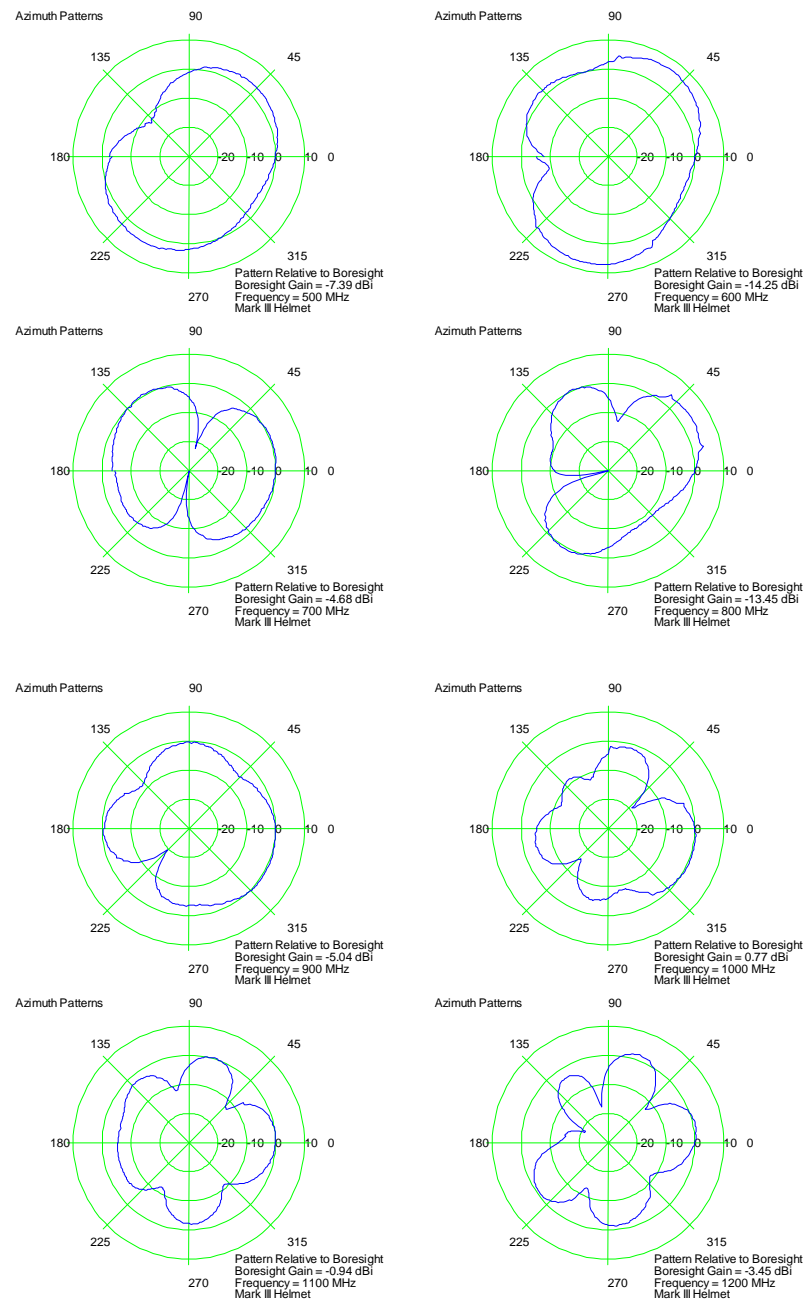 Azimuth Patterns
90
135
45
180
-20
-10
0
10
0
225
315
270
Pattern Relative to Boresight
Boresight Gain = -7.39 dBi
Frequency = 500 MHz
Mark III Helmet
Azimuth Patterns
90
135
45
180
-20
-10
0
10
0
225
315
270
Pattern Relative to Boresight
Boresight Gain = -14.25 dBi
Frequency = 600 MHz
Mark III Helmet
Azimuth Patterns
90
135
45
180
-20
-10
0
10
0
225
315
270
Pattern Relative to Boresight
Boresight Gain = -4.68 dBi
Frequency = 700 MHz
Mark III Helmet
Azimuth Patterns
90
135
45
180
-20
-10
0
10
0
225
315
270
Pattern Relative to Boresight
Boresight Gain = -13.45 dBi
Frequency = 800 MHz
Mark III Helmet
Azimuth Patterns
90
135
45
180
-20
-10
0
10
0
225
315
270
Pattern Relative to Boresight
Boresight Gain = -5.04 dBi
Frequency = 900 MHz
Mark III Helmet
Azimuth Patterns
90
135
45
180
-20
-10
0
10
0
225
315
270
Pattern Relative to Boresight
Boresight Gain = 0.77 dBi
Frequency = 1000 MHz
Mark III Helmet
Azimuth Patterns
90
135
45
180
-20
-10
0
10
0
225
315
270
Pattern Relative to Boresight
Boresight Gain = -0.94 dBi
Frequency = 1100 MHz
Mark III Helmet
Azimuth Patterns
90
135
45
180
-20
-10
0
10
0
225
315
270
Pattern Relative to Boresight
Boresight Gain = -3.45 dBi
Frequency = 1200 MHz
Mark III Helmet